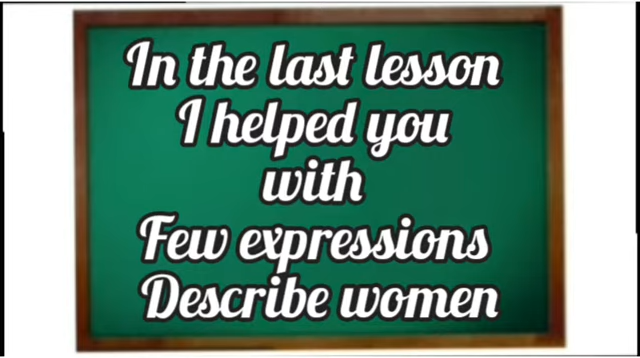 In the last lesson
I helped you
with
Few expressions
Describe women